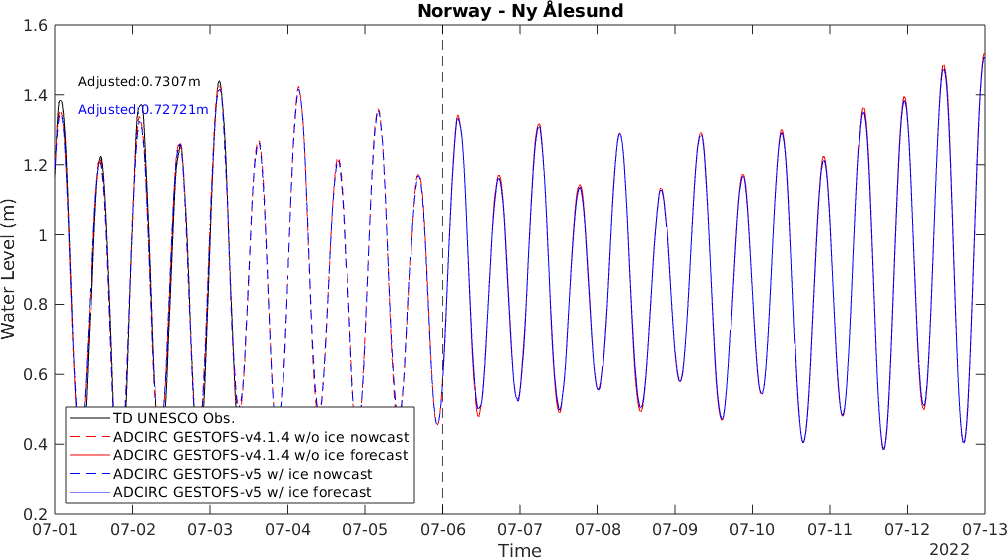 Norway - Ny Ålesund
1.6
1.4
1.2
1
0.8
0.6
0.4
0.2
Water Level (m)
Adjusted:0.7307m
Adjusted:0.72721m
TD UNESCO Obs.
ADCIRC GESTOFS-v4.1.4 w/o ice nowcast
ADCIRC GESTOFS-v4.1.4 w/o ice forecast
ADCIRC GESTOFS-v5 w/ ice nowcast
ADCIRC GESTOFS-v5 w/ ice forecast
07-01 07-02 07-03 07-04 07-05 07-06 07-07 07-08 07-09 07-10 07-11 07-12 07-13
Time
2022